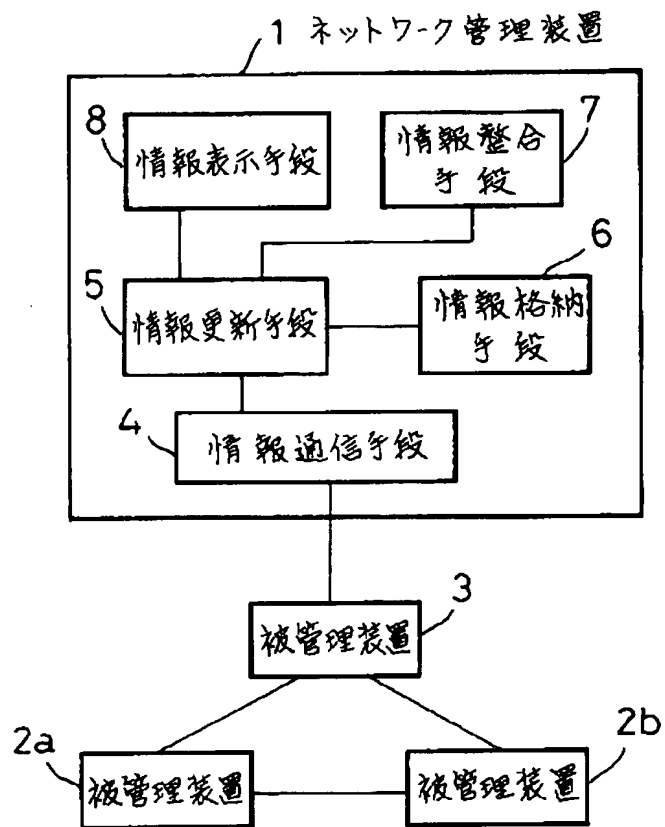 1 ネットワーク管理装置
8
情報表示手段
7
情報整合
手段
5
情報更新手段
6
情報格納
手段
4
情報通信手段
3
被管理装置
2a
被管理装置
2b
被管理装置